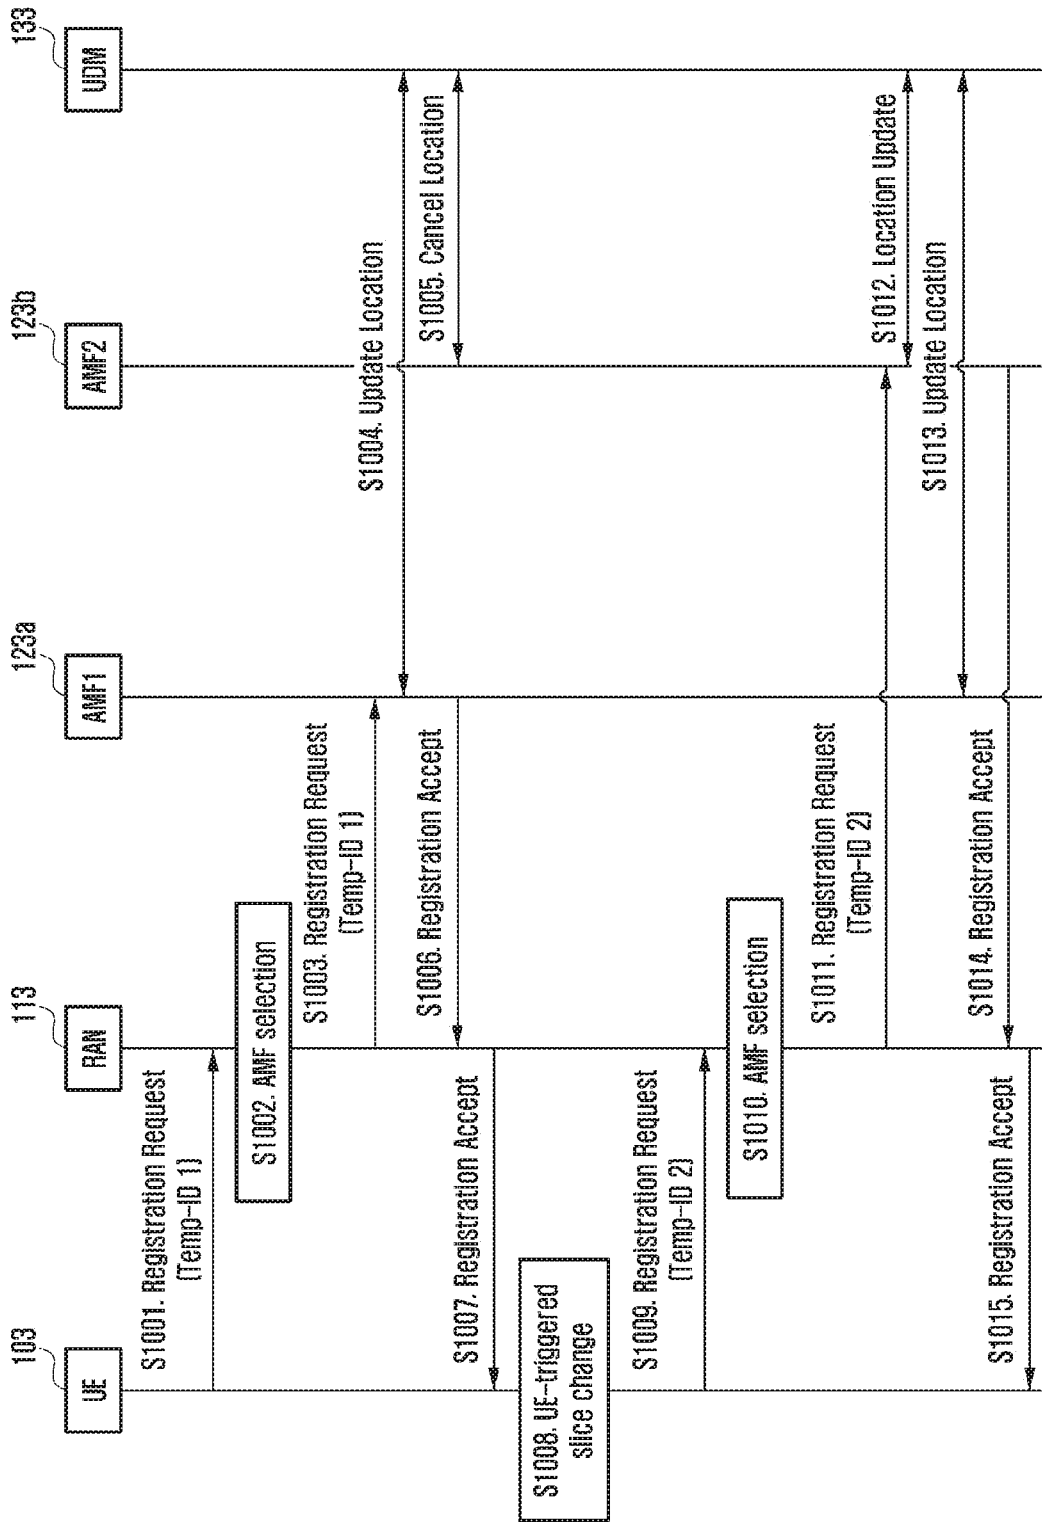 103
113
123a
123b
133
UE
RAN
AMF1
AMF2
UDM
S1001. Registration Request
(Temp-ID 1)
S1002. AMF selection
S1003. Registration Request
(Temp-ID 1)
S1004. Update Location
S1005. Cancel Location
S1006. Registration Accept
S1007. Registration Accept
S1008. UE-triggered
slice change
S1009. Registration Request
(Temp-ID 2)
S1010. AMF selection
S1011. Registration Request
(Temp-ID 2)
S1012. Location Update
S1013. Update Location
S1014. Registration Accept
S1015. Registration Accept